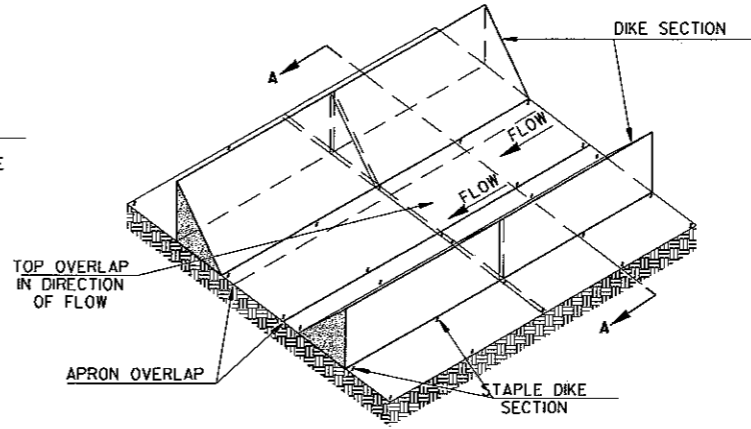 DIKE SECTION
A
FLOW
E
FLOW
TOP OVERLAP
IN DIRECTION
OF FLOW
A
APRON OVERLAP
STAPLE DIKE
SECTION